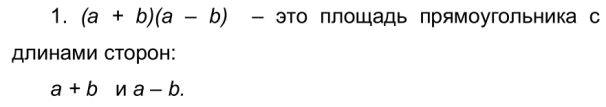 1. (a + b)(a – b) – это площадь прямоугольника с
длинами сторон:
a + b и a – b.